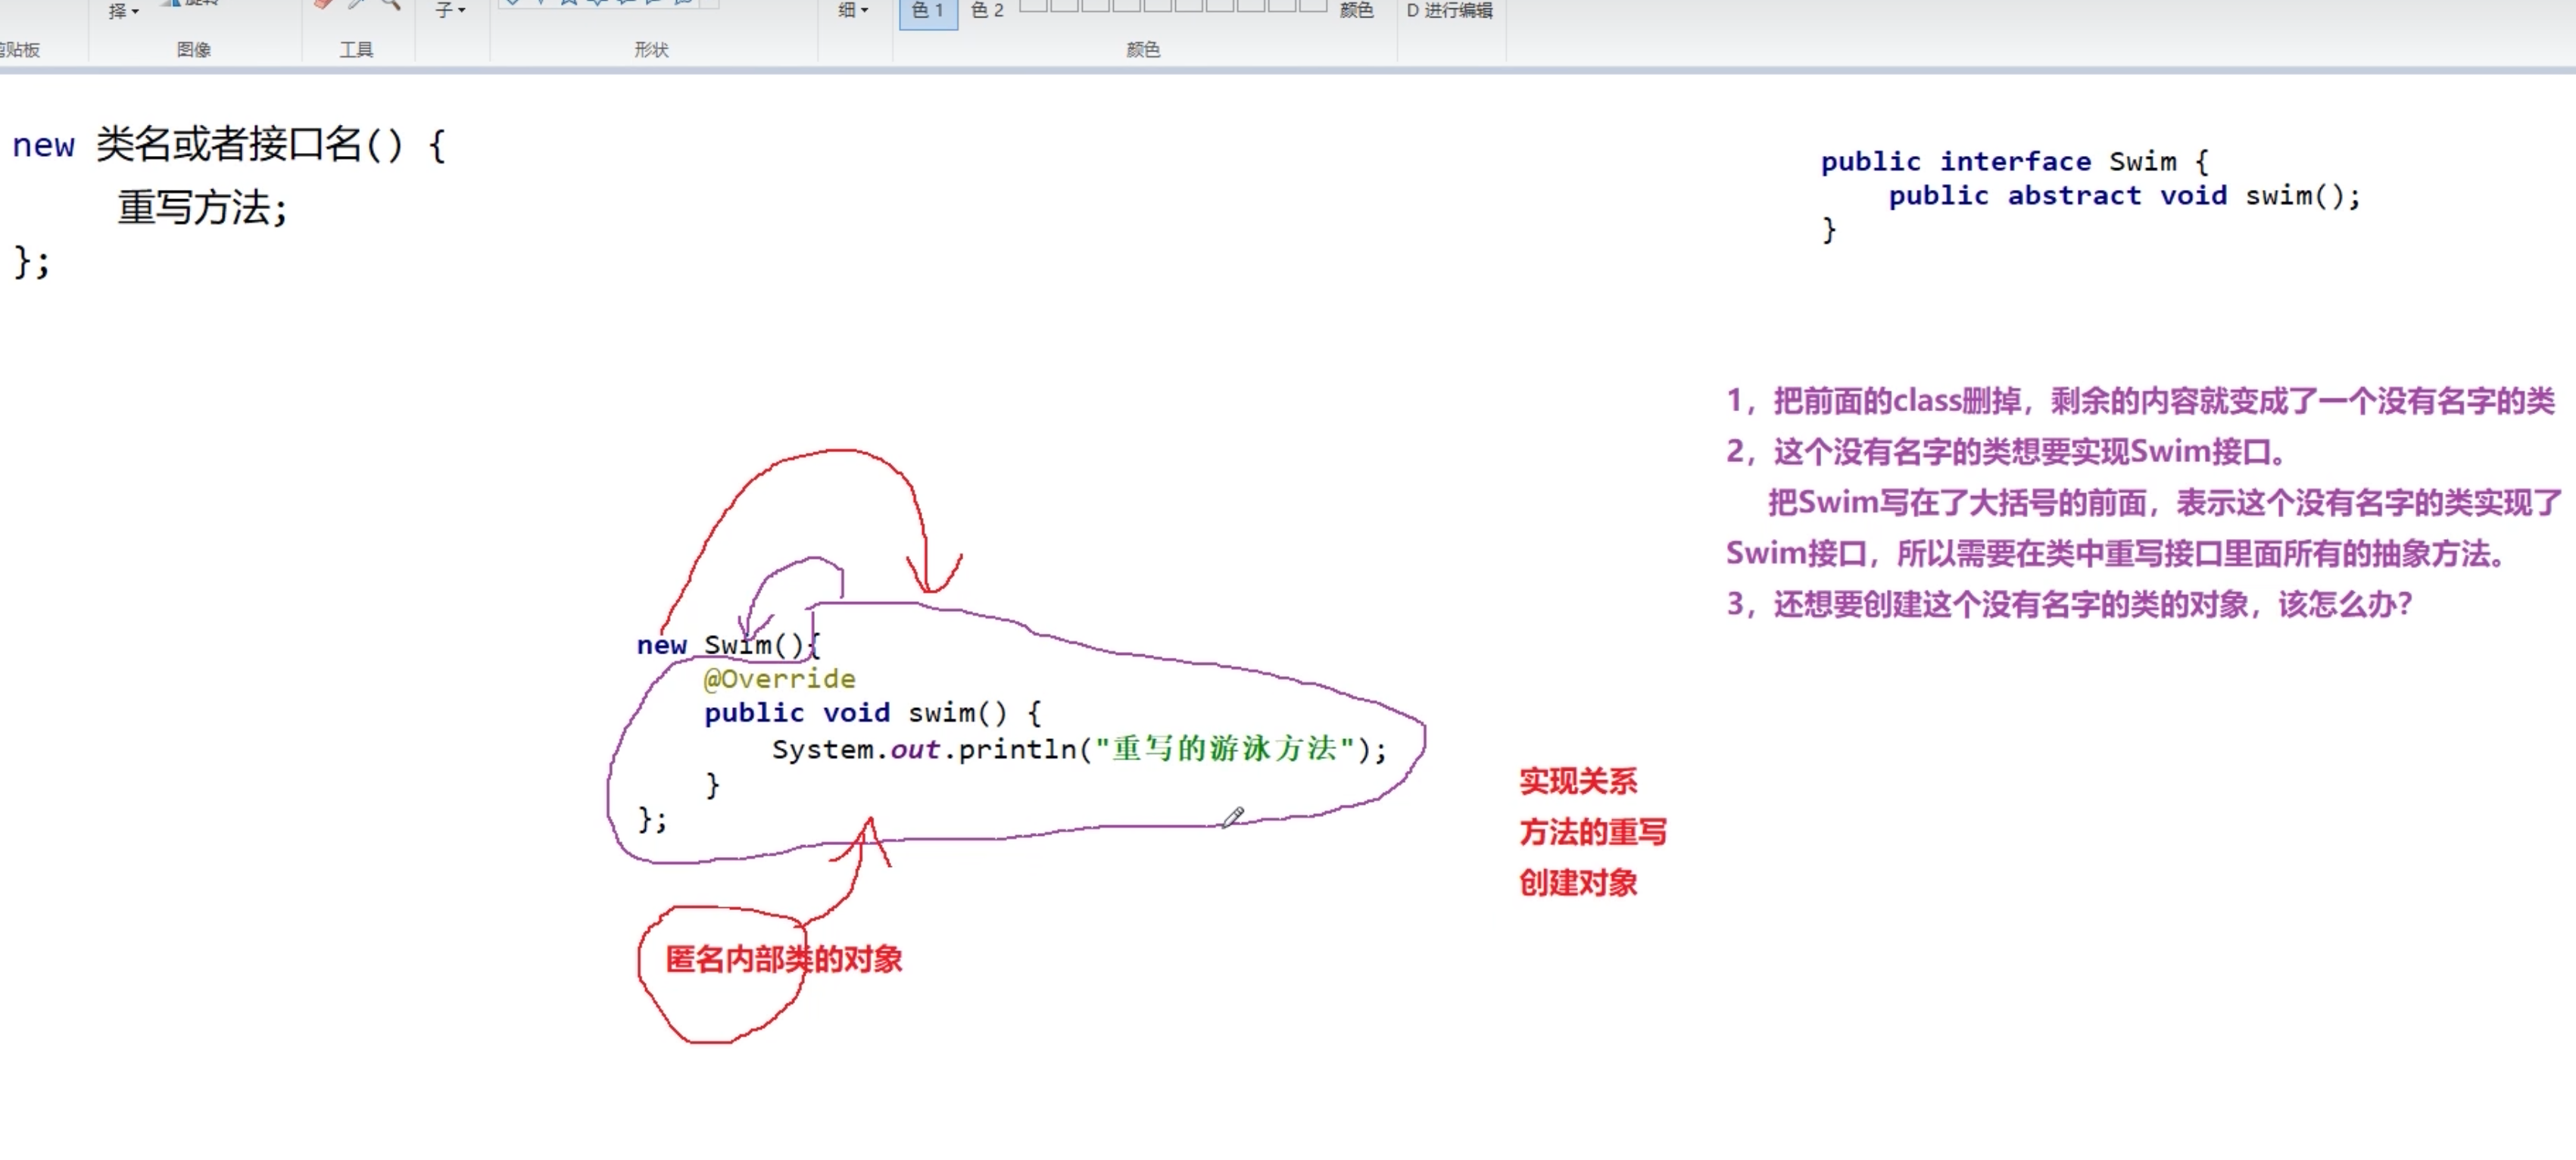 择
子
细
色 1
色 2
颜色
D 进行编辑
图像
工具
形状
颜色
new 类名或者接口名() {
重写方法;
};
public interface Swim {
public abstract void swim();
}
1，把前面的class删掉，剩余的内容就变成了一个没有名字的类
2，这个没有名字的类想要实现Swim接口。
把Swim写在了大括号的前面，表示这个没有名字的类实现了
Swim接口，所以需要在类中重写接口里面所有的抽象方法。
3，还想要创建这个没有名字的类的对象，该怎么办？
new Swim(){
@Override
public void swim() {
System.out.println("重写的游泳方法");
}
};
实现关系
方法的重写
创建对象
匿名内部类的对象